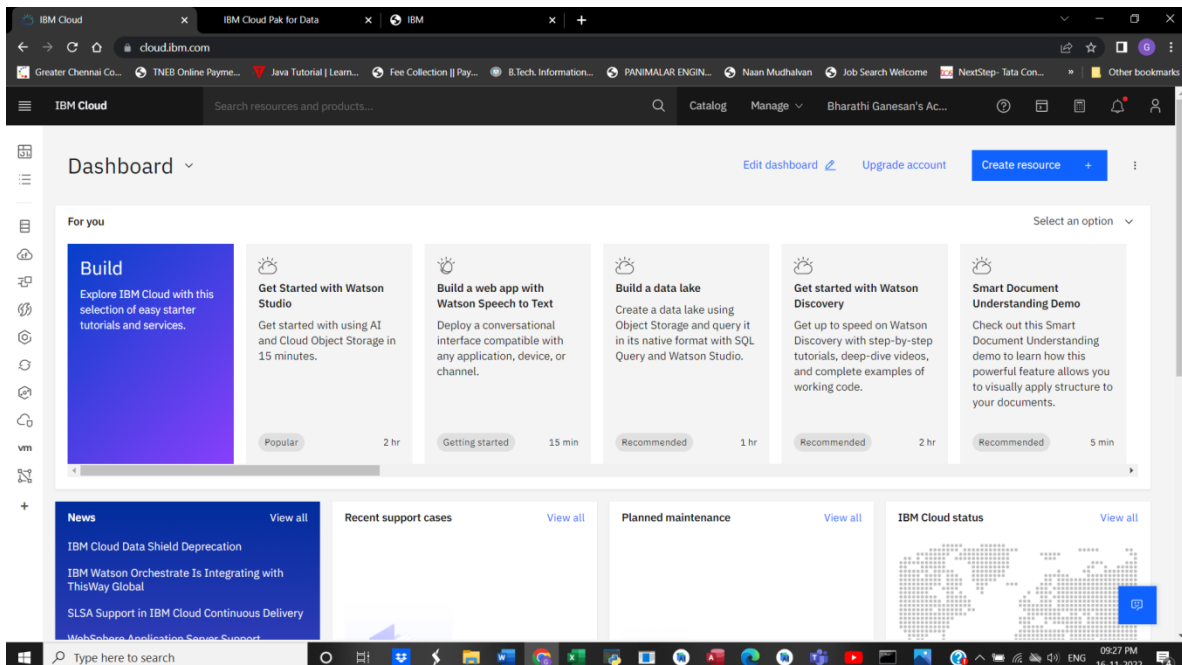 IBM Cloud
IBM Cloud Pak for Data
IBM
cloud.ibm.com
Greater Chennai Co...
TNEB Online Payme...
Java Tutorial | Learn...
Fee Collection || Pay...
B.Tech. Information...
PANIMALAR ENGIN...
Naan Mudhalvan
Job Search Welcome
NextStep- Tata Con...
»
Other bookmarks
IBM Cloud
Search resources and products...
Catalog
Manage
Bharathi Ganesan's Ac...
Dashboard
Edit dashboard
Upgrade account
Create resource +
For you
Select an option
Build
Explore IBM Cloud with this
selection of easy starter
tutorials and services.
Get Started with Watson
Studio
Get started with using AI
and Cloud Object Storage in
15 minutes.
Popular
2 hr
Build a web app with
Watson Speech to Text
Deploy a conversational
interface compatible with
any application, device, or
channel.
Getting started
15 min
Build a data lake
Create a data lake using
Object Storage and query it
in its native format with SQL
Query and Watson Studio.
Recommended
1 hr
Get started with Watson
Discovery
Get up to speed on Watson
Discovery with step-by-step
tutorials, deep-dive videos,
and complete examples of
working code.
Recommended
2 hr
Smart Document
Understanding Demo
Check out this Smart
Document Understanding
demo to learn how this
powerful feature allows you
to visually apply structure to
your documents.
Recommended
5 min
vm
News
View all
IBM Cloud Data Shield Deprecation
IBM Watson Orchestrate Is Integrating with
ThisWay Global
SLSA Support in IBM Cloud Continuous Delivery
WebSphere Application Server Support
Recent support cases
View all
Planned maintenance
View all
IBM Cloud status
View all
Type here to search
ENG
09:27 PM
16-11-2022